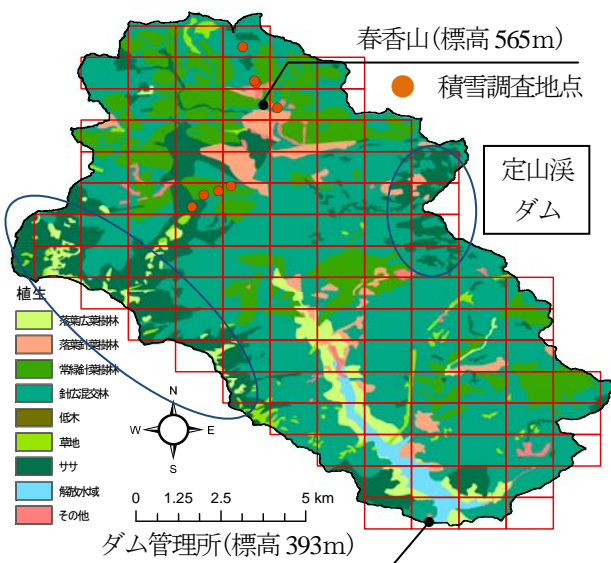 春香山(標高 565m)
積雪調査地点
定山渓
ダム
植生
落葉広葉樹林
落葉針葉樹林
常緑針葉樹林
針広混交林
低木
草地
ササ
解放水域
その他
N
W E
S
0 1.25 2.5 5 km
ダム管理所(標高 393m)